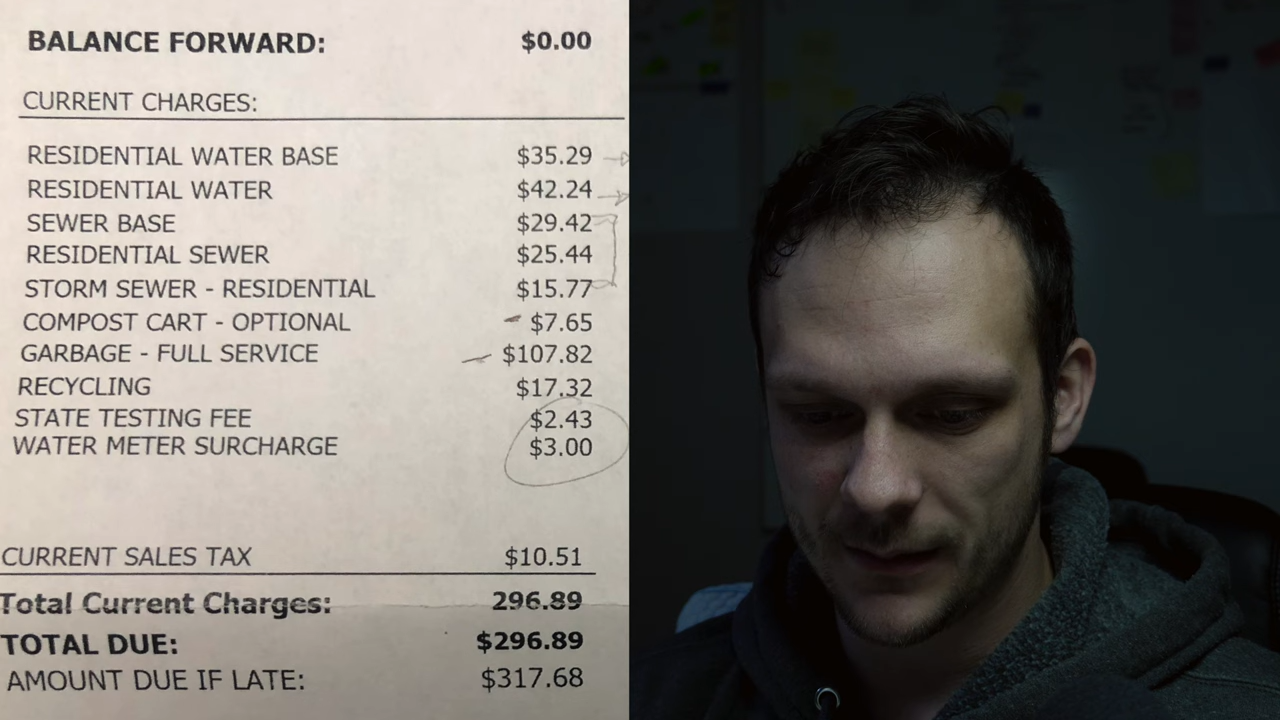 BALANCE FORWARD: $0.00
CURRENT CHARGES:
RESIDENTIAL WATER BASE $35.29
RESIDENTIAL WATER $42.24
SEWER BASE $29.42
RESIDENTIAL SEWER $25.44
STORM SEWER - RESIDENTIAL $15.77
COMPOST CART - OPTIONAL $7.65
GARBAGE - FULL SERVICE $107.82
RECYCLING $17.32
STATE TESTING FEE $2.43
WATER METER SURCHARGE $3.00
CURRENT SALES TAX $10.51
Total Current Charges: 296.89
TOTAL DUE: $296.89
AMOUNT DUE IF LATE: $317.68